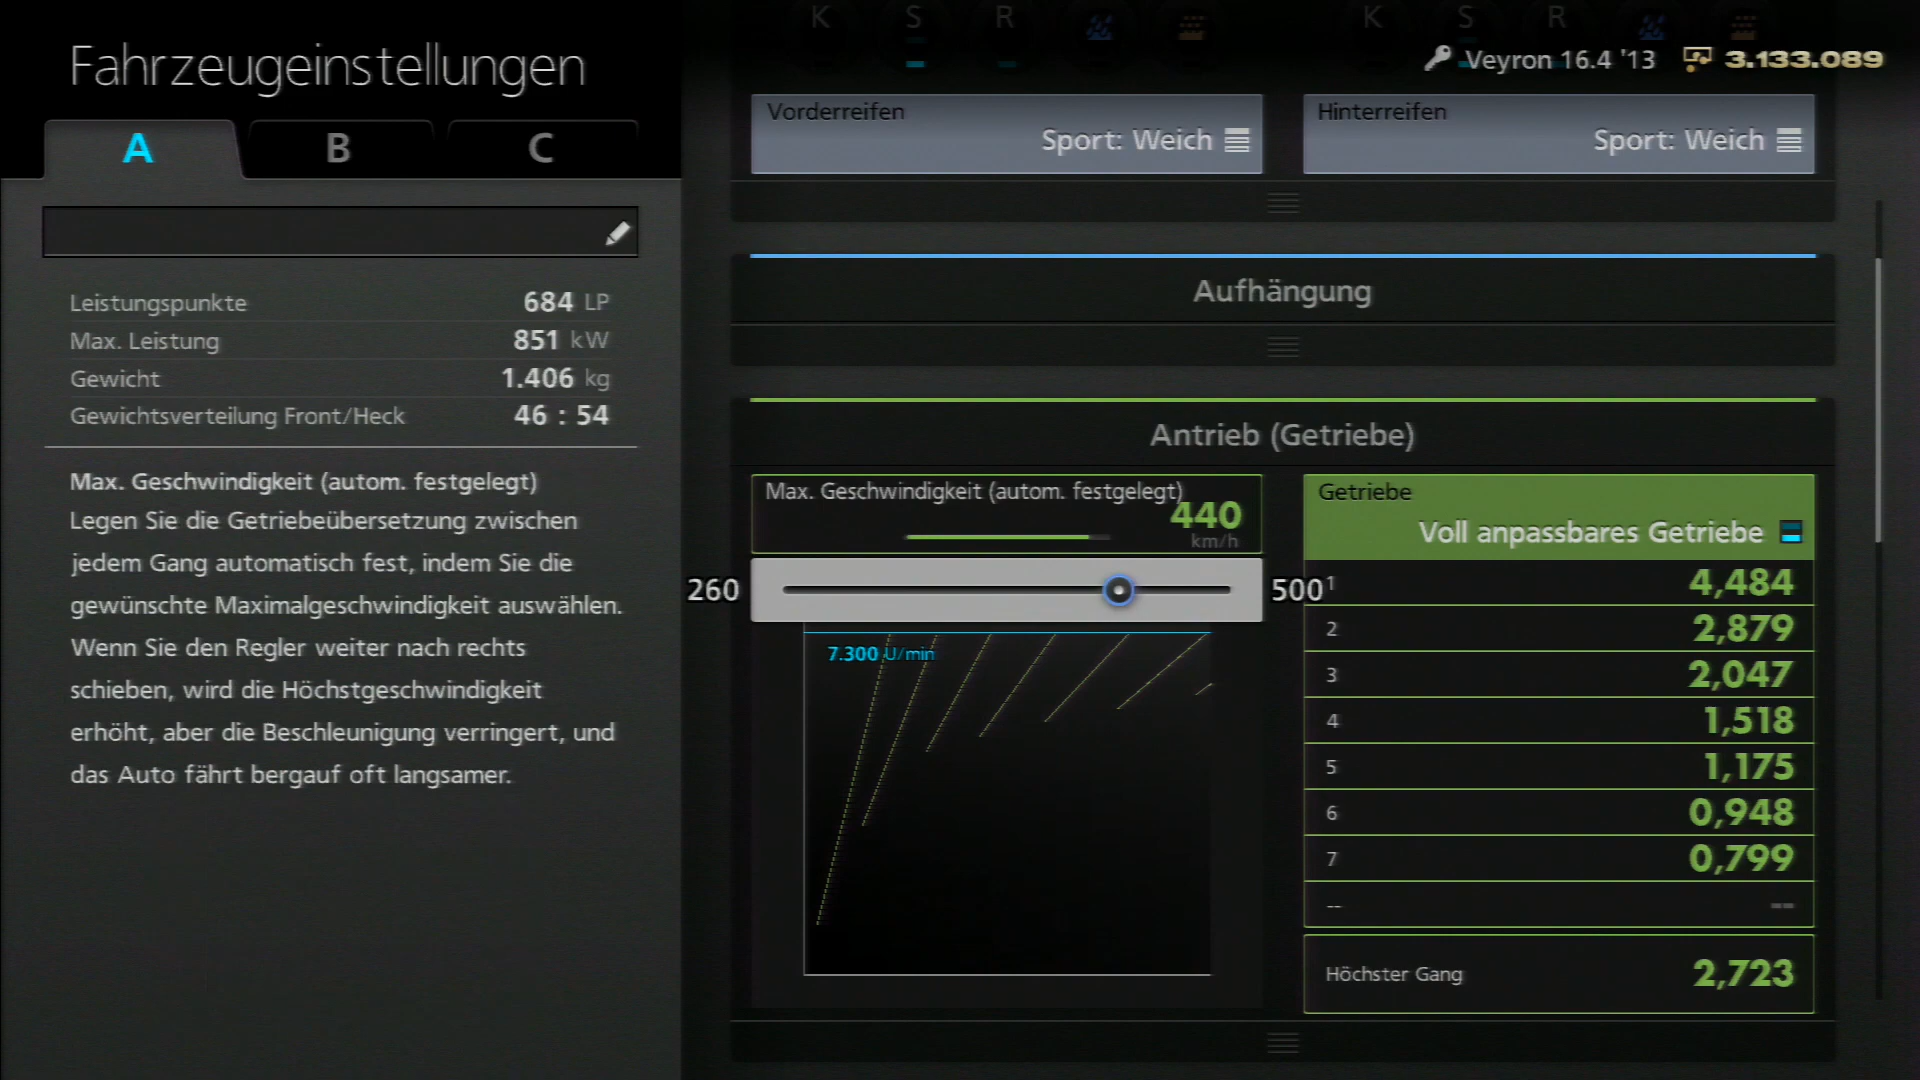 K S R K S R
Fahrzeugeinstellungen
Veyron 16.4 '13 3.133.089
A B C
Vorderreifen
Sport: Weich
Hinterreifen
Sport: Weich
Leistungspunkte 684 LP
Max. Leistung 851 kW
Gewicht 1.406 kg
Gewichtsverteilung Front/Heck 46 : 54
Max. Geschwindigkeit (autom. festgelegt)
Legen Sie die Getriebeübersetzung zwischen
jedem Gang automatisch fest, indem Sie die
gewünschte Maximalgeschwindigkeit auswählen.
Wenn Sie den Regler weiter nach rechts
schieben, wird die Höchstgeschwindigkeit
erhöht, aber die Beschleunigung verringert, und
das Auto fährt bergauf oft langsamer.
Aufhängung
Antrieb (Getriebe)
Max. Geschwindigkeit (autom. festgelegt)
440
km/h
260 500
7.300 U/min
Getriebe
Voll anpassbares Getriebe
1 4,484
2 2,879
3 2,047
4 1,518
5 1,175
6 0,948
7 0,799
-- --
Höchster Gang 2,723